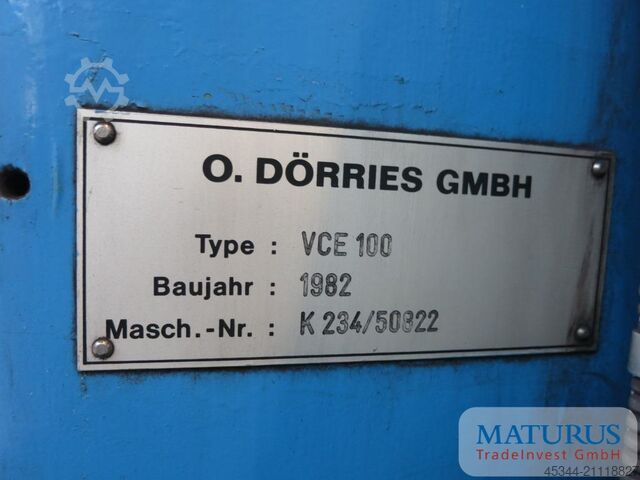 O. DÖRRIES GMBH
Type : VCE 100
Baujahr : 1982
Masch.-Nr. : K 234/50822
MATURUS
TradeInvest GmbH
45344-21118827